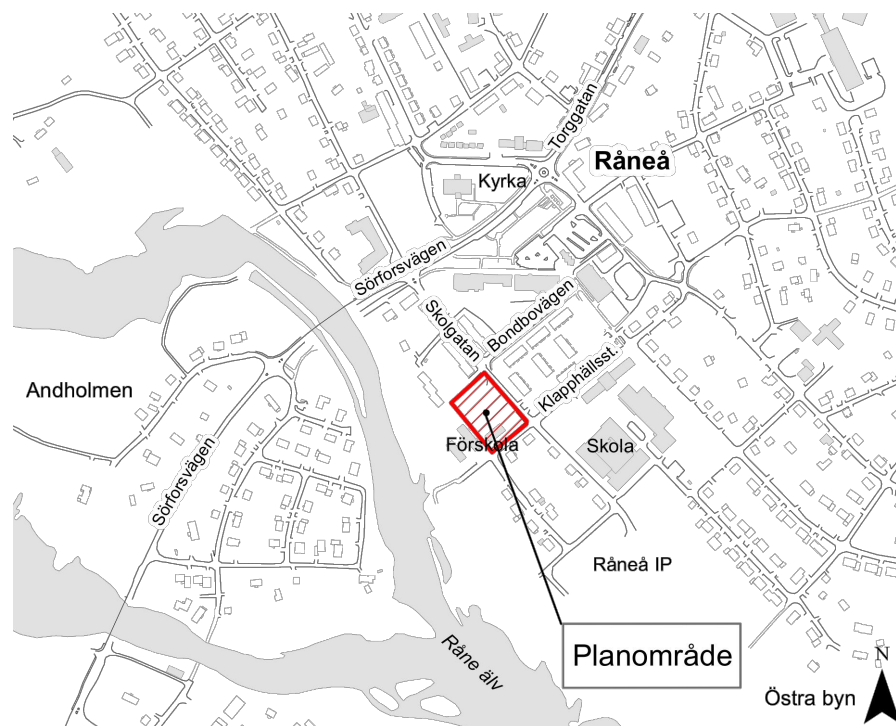 Torggatan
Råneå
Kyrka
Sörforsvägen
Skolgatan
Bondbovägen
Klapphällsst.
Andholmen
Förskola
Skola
Sörforsvägen
Råneå IP
Råne älv
Planområde
N
Östra byn